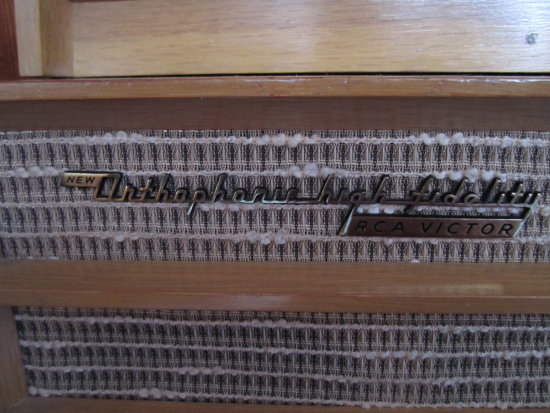 NEW Orthophonic high fidelity
RCA VICTOR